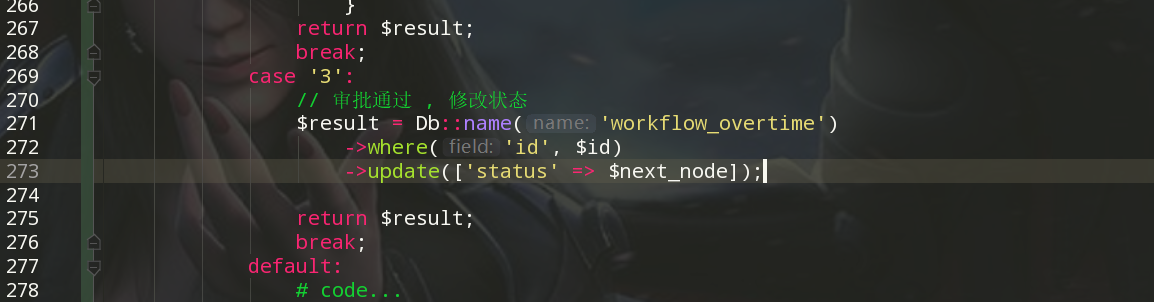 266 }
267 return $result;
268 break;
269 case '3':
270 // 审批通过 , 修改状态
271 $result = Db::name( name: 'workflow_overtime')
272 ->where( field: 'id', $id)
273 ->update(['status' => $next_node]);
274
275 return $result;
276 break;
277 default:
278 # code...